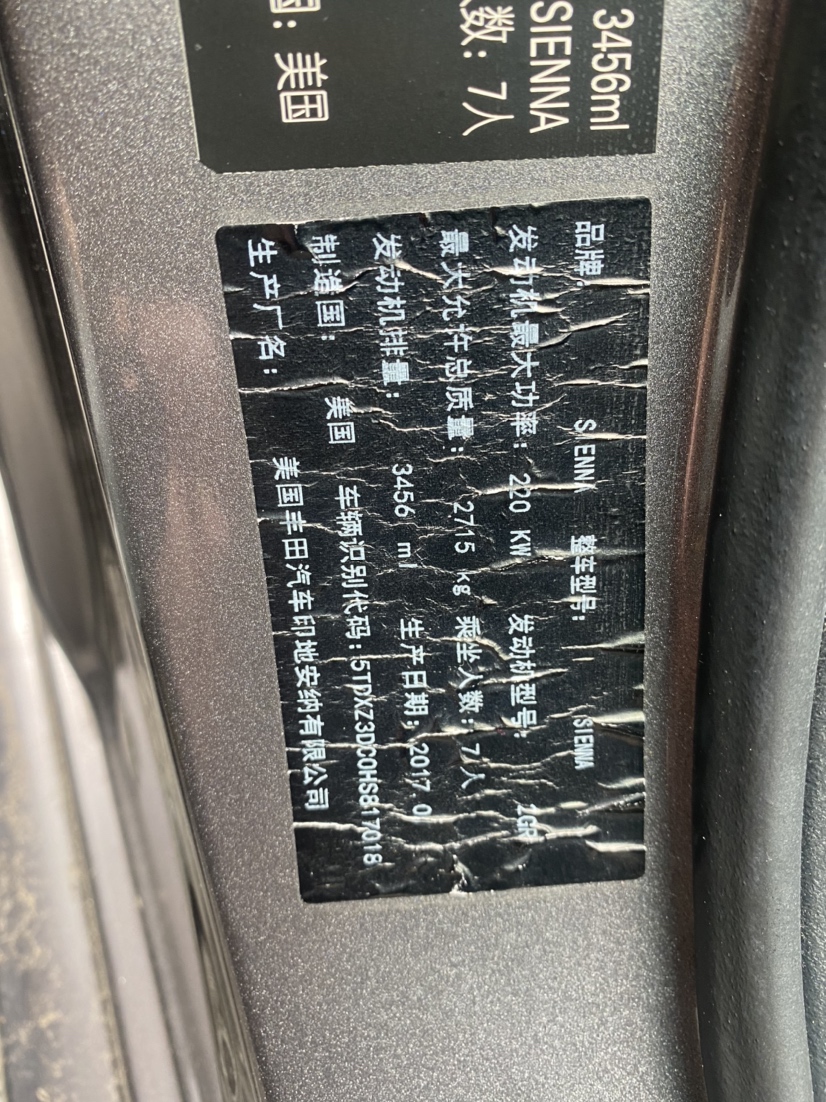 3456ml
SIENNA
数: 7人
国: 美国
品牌: SIENNA 整车型号: SIENNA
发动机最大功率: 220 KW 发动机型号: 2GR
最大允许总质量: 2715 kg 乘坐人数: 7人
发动机排量: 3456 ml 生产日期: 2017.0
制造国: 美国 车辆识别代码: 5TDXZ3DC0HS817018
生产厂名: 美国丰田汽车印地安纳有限公司